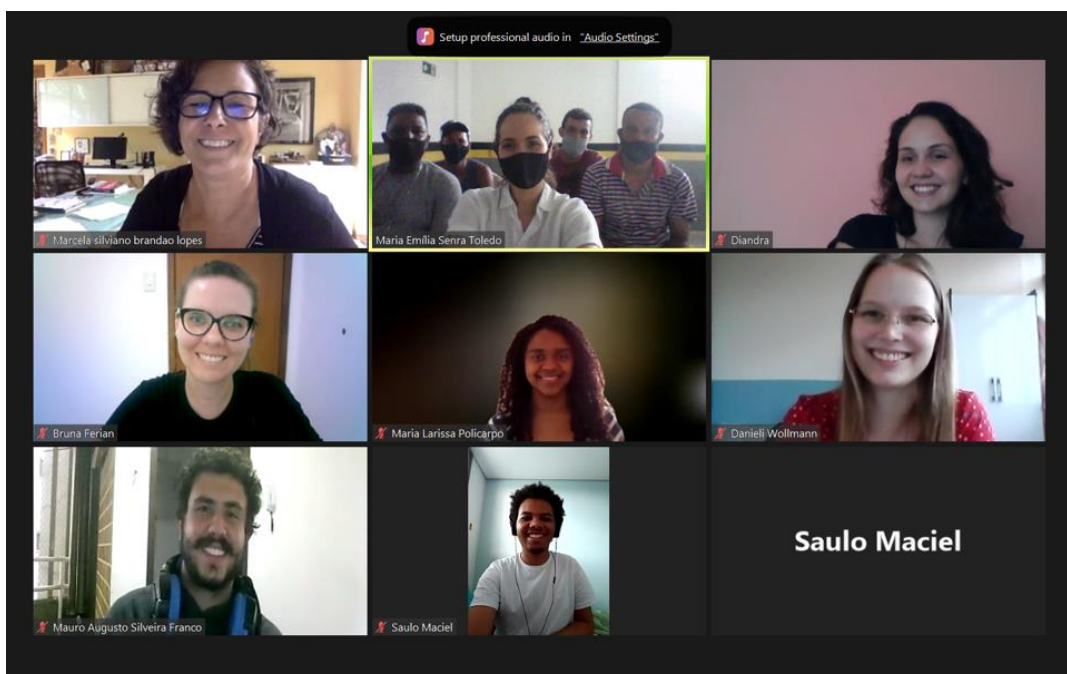 Setup professional audio in "Audio Settings"
Marcela silviano brandao lopes
Maria Emília Senra Toledo
Diandra
Bruna Ferian
Maria Larissa Policarpo
Danieli Wollmann
Mauro Augusto Silveira Franco
Saulo Maciel
Saulo Maciel